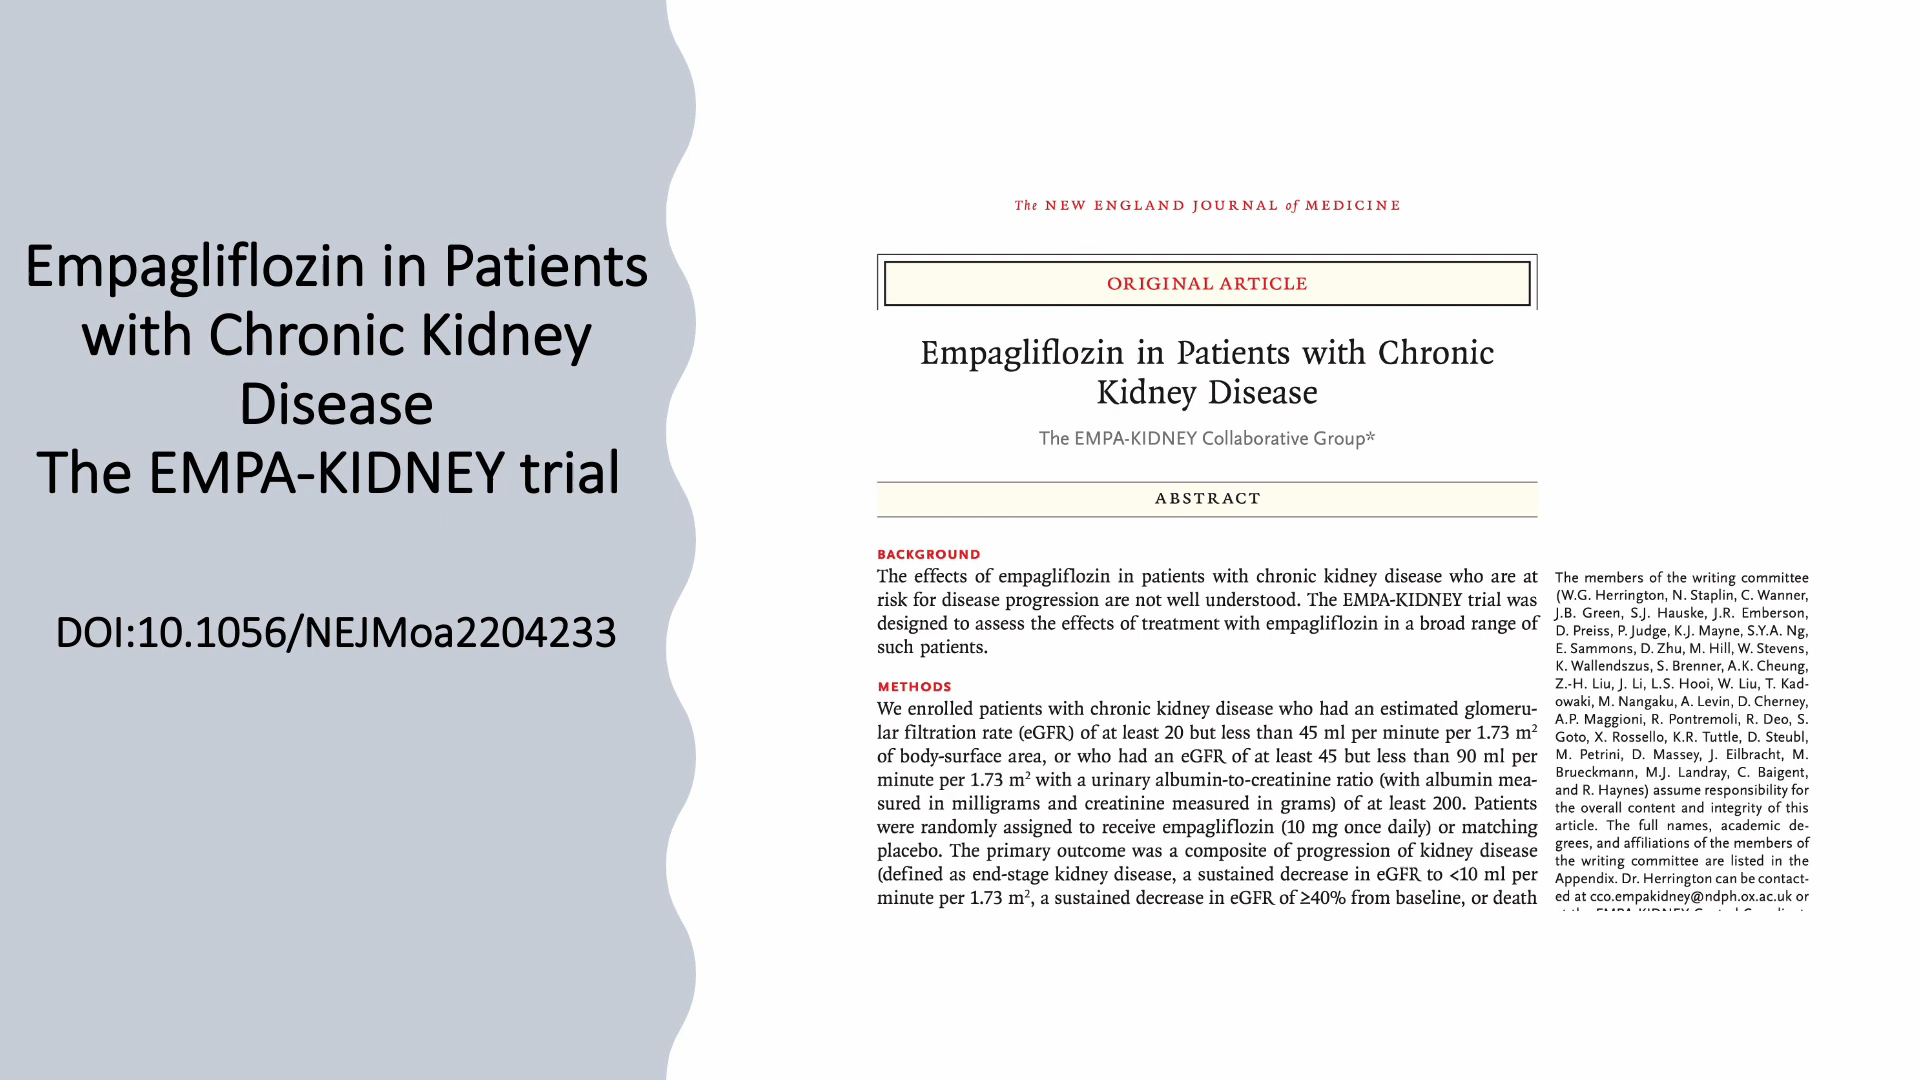 Empagliflozin in Patients
with Chronic Kidney
Disease
The EMPA-KIDNEY trial
DOI:10.1056/NEJMoa2204233
The NEW ENGLAND JOURNAL of MEDICINE
ORIGINAL ARTICLE
Empagliflozin in Patients with Chronic
Kidney Disease
The EMPA-KIDNEY Collaborative Group*
ABSTRACT
BACKGROUND
The effects of empagliflozin in patients with chronic kidney disease who are at
risk for disease progression are not well understood. The EMPA-KIDNEY trial was
designed to assess the effects of treatment with empagliflozin in a broad range of
such patients.
METHODS
We enrolled patients with chronic kidney disease who had an estimated glomeru-
lar filtration rate (eGFR) of at least 20 but less than 45 ml per minute per 1.73 m²
of body-surface area, or who had an eGFR of at least 45 but less than 90 ml per
minute per 1.73 m² with a urinary albumin-to-creatinine ratio (with albumin mea-
sured in milligrams and creatinine measured in grams) of at least 200. Patients
were randomly assigned to receive empagliflozin (10 mg once daily) or matching
placebo. The primary outcome was a composite of progression of kidney disease
(defined as end-stage kidney disease, a sustained decrease in eGFR to <10 ml per
minute per 1.73 m², a sustained decrease in eGFR of ≥40% from baseline, or death
The members of the writing committee
(W.G. Herrington, N. Staplin, C. Wanner,
J.B. Green, S.J. Hauske, J.R. Emberson,
D. Preiss, P. Judge, K.J. Mayne, S.Y.A. Ng,
E. Sammons, D. Zhu, M. Hill, W. Stevens,
K. Wallendszus, S. Brenner, A.K. Cheung,
Z.-H. Liu, J. Li, L.S. Hooi, W. Liu, T. Kad-
owaki, M. Nangaku, A. Levin, D. Cherney,
A.P. Maggioni, R. Pontremoli, R. Deo, S.
Goto, X. Rossello, K.R. Tuttle, D. Steubl,
M. Petrini, D. Massey, J. Eilbracht, M.
Brueckmann, M.J. Landray, C. Baigent,
and R. Haynes) assume responsibility for
the overall content and integrity of this
article. The full names, academic de-
grees, and affiliations of the members of
the writing committee are listed in the
Appendix. Dr. Herrington can be contact-
ed at cco.empakidney@ndph.ox.ac.uk or